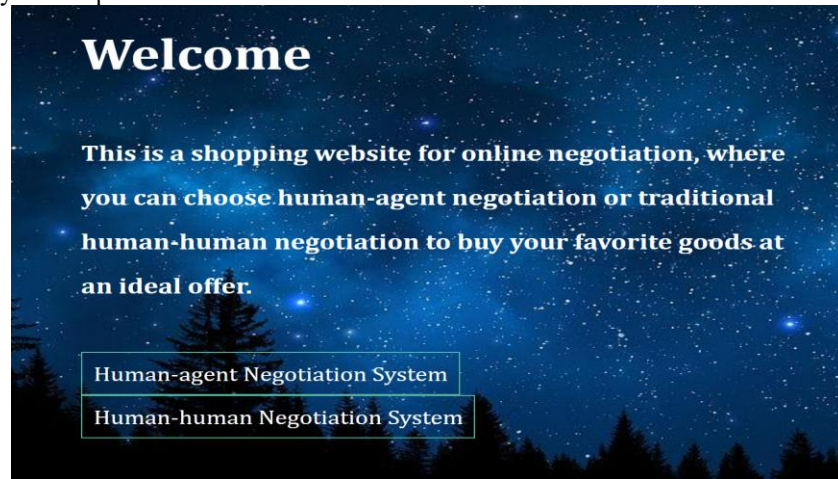 Welcome
This is a shopping website for online negotiation, where
you can choose human-agent negotiation or traditional
human-human negotiation to buy your favorite goods at
an ideal offer.
Human-agent Negotiation System
Human-human Negotiation System